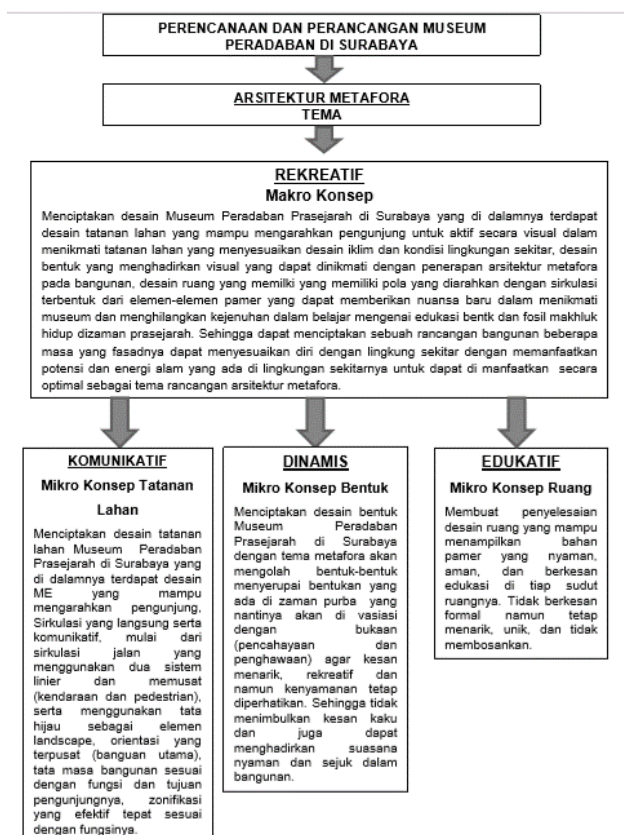 PERENCANAAN DAN PERANCANGAN MUSEUM
PERADABAN DI SURABAYA
ARSITEKTUR METAFORA
TEMA
REKREATIF
Makro Konsep
Menciptakan desain Museum Peradaban Prasejarah di Surabaya yang di dalamnya terdapat
desain tatanan lahan yang mampu mengarahkan pengunjung untuk aktif secara visual dalam
menikmati tatanan lahan yang menyesuaikan desain iklim dan kondisi lingkungan sekitar, desain
bentuk yang menghadirkan visual yang dapat dinikmati dengan penerapan arsitektur metafora
pada bangunan, desain ruang yang memilki yang memiliki pola yang diarahkan dengan sirkulasi
terbentuk dari elemen-elemen pamer yang dapat memberikan nuansa baru dalam menikmati
museum dan menghilangkan kejenuhan dalam belajar mengenai edukasi bentk dan fosil makhluk
hidup dizaman prasejarah. Sehingga dapat menciptakan sebuah rancangan bangunan beberapa
masa yang fasadnya dapat menyesuaikan diri dengan lingkung sekitar dengan memanfaatkan
potensi dan energi alam yang ada di lingkungan sekitarnya untuk dapat di manfaatkan secara
optimal sebagai tema rancangan arsitektur metafora.
KOMUNIKATIF
Mikro Konsep Tatanan
Lahan
Menciptakan desain tatanan
lahan Museum Peradaban
Prasejarah di Surabaya yang
di dalamnya terdapat desain
ME yang mampu
mengarahkan pengunjung,
Sirkulasi yang langsung serta
komunikatif, mulai dari
sirkulasi jalan yang
menggunakan dua sistem
linier dan memusat
(kendaraan dan pedestrian),
serta menggunakan tata
hijau sebagai elemen
landscape, orientasi yang
terpusat (banguan utama),
tata masa bangunan sesuai
dengan fungsi dan tujuan
pengunjungnya, zonifikasi
yang efektif tepat sesuai
dengan fungsinya.
DINAMIS
Mikro Konsep Bentuk
Menciptakan desain bentuk
Museum Peradaban
Prasejarah di Surabaya
dengan tema metafora akan
mengolah bentuk-bentuk
menyerupai bentukan yang
ada di zaman purba yang
nantinya akan di vasiasi
dengan bukaan
(pencahayaan dan
penghawaan) agar kesan
menarik, rekreatif dan
namun kenyamanan tetap
diperhatikan. Sehingga tidak
menimbulkan kesan kaku
dan juga dapat
menghadirkan suasana
nyaman dan sejuk dalam
bangunan.
EDUKATIF
Mikro Konsep Ruang
Membuat penyelesaian
desain ruang yang mampu
menampilkan bahan
pamer yang nyaman,
aman, dan berkesan
edukasi di tiap sudut
ruangnya. Tidak berkesan
formal namun tetap
menarik, unik, dan tidak
membosankan.